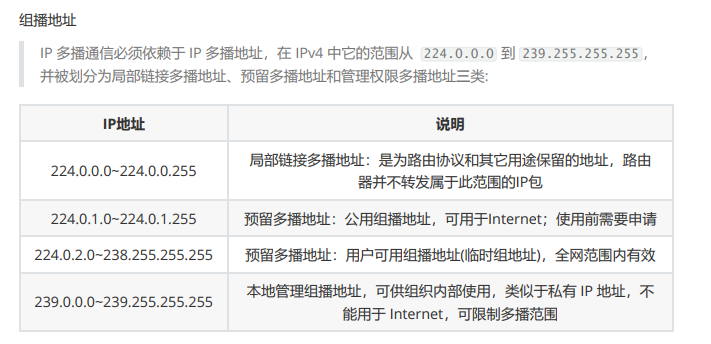 组播地址
IP 多播通信必须依赖于 IP 多播地址，在 IPv4 中它的范围从 224.0.0.0 到 239.255.255.255，
并被划分为局部链接多播地址、预留多播地址和管理权限多播地址三类:
IP地址 说明
224.0.0.0~224.0.0.255 局部链接多播地址：是为路由协议和其它用途保留的地址，路由
器并不转发属于此范围的IP包
224.0.1.0~224.0.1.255 预留多播地址：公用组播地址，可用于Internet；使用前需要申请
224.0.2.0~238.255.255.255 预留多播地址：用户可用组播地址(临时组地址)，全网范围内有效
239.0.0.0~239.255.255.255 本地管理组播地址，可供组织内部使用，类似于私有 IP 地址，不
能用于 Internet，可限制多播范围